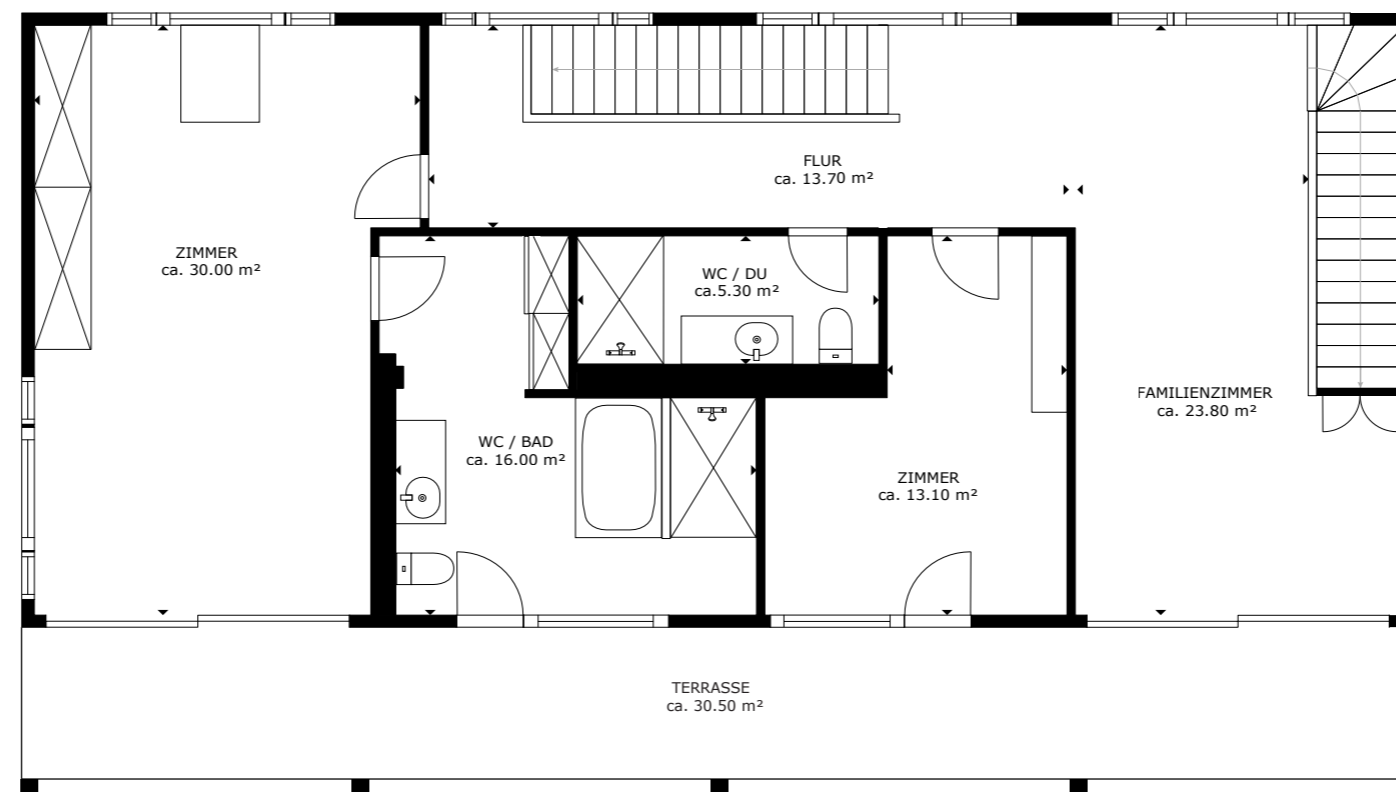 FLUR
ca. 13.70 m²
ZIMMER
ca. 30.00 m²
WC / DU
ca.5.30 m²
FAMILIENZIMMER
ca. 23.80 m²
WC / BAD
ca. 16.00 m²
ZIMMER
ca. 13.10 m²
TERRASSE
ca. 30.50 m²